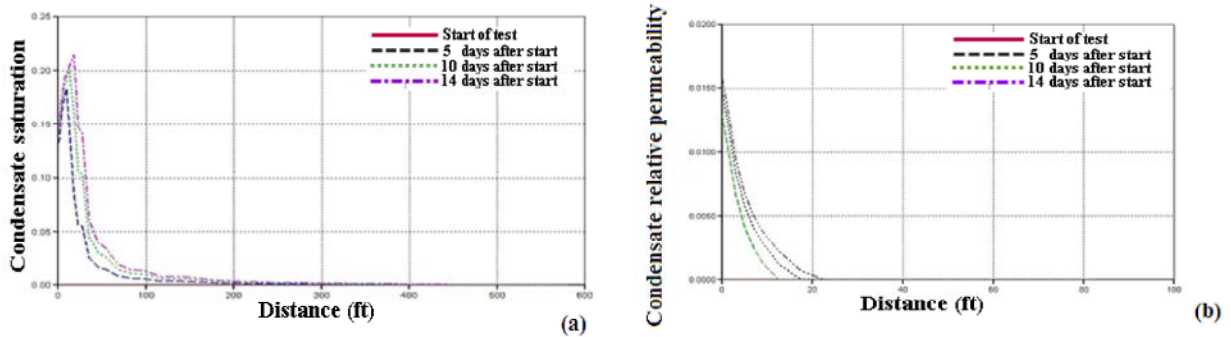 Condensate saturation
0.25
0.20
0.15
0.10
0.05
0.00
0
100
200
300
400
500
600
Distance (ft)
Start of test
5 days after start
10 days after start
14 days after start
(a)
Condensate relative permeability
0.0200
0.0150
0.0100
0.0050
0.0000
0
20
40
60
80
100
Distance (ft)
Start of test
5 days after start
10 days after start
14 days after start
(b)